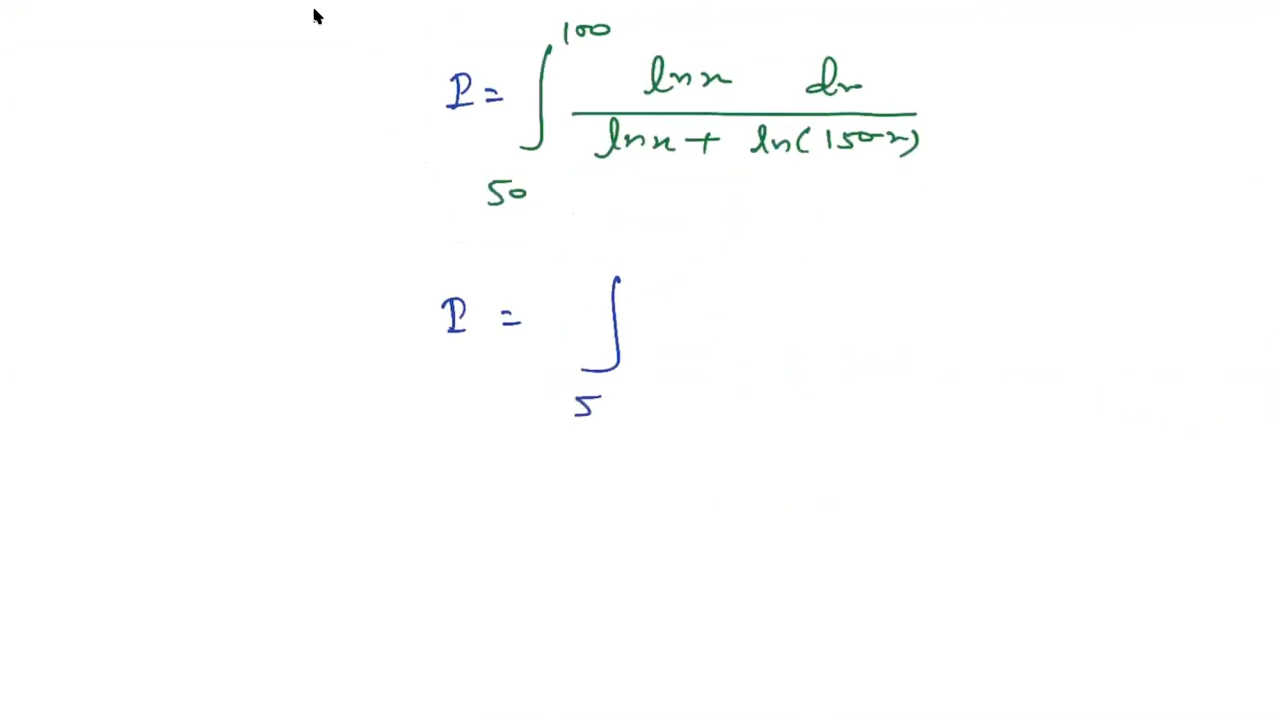 I = ∫ 50 100 ln x dx / ln x + ln(150-x)
I = ∫ 5